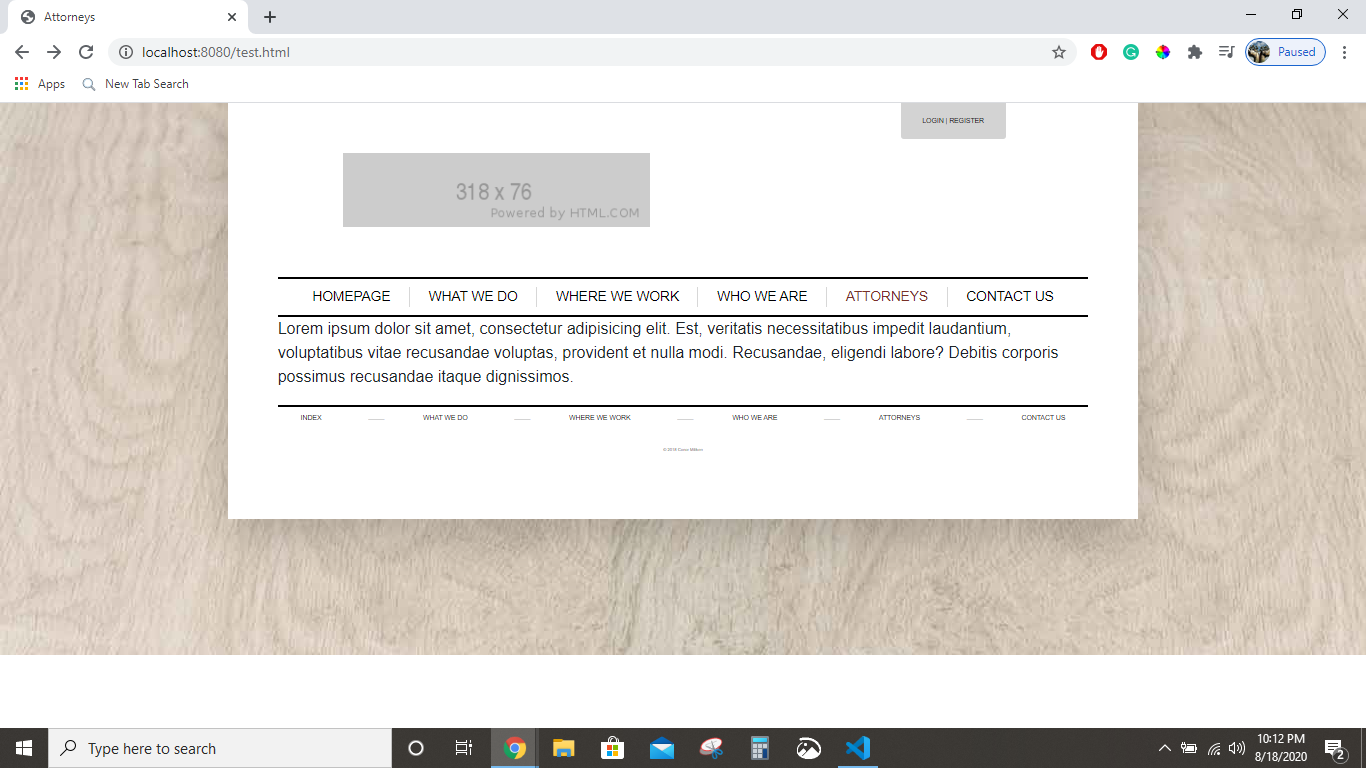 Attorneys
localhost:8080/test.html
Paused
Apps
New Tab Search
LOGIN | REGISTER
318 x 76
Powered by HTML.COM
HOMEPAGE WHAT WE DO WHERE WE WORK WHO WE ARE ATTORNEYS CONTACT US
Lorem ipsum dolor sit amet, consectetur adipisicing elit. Est, veritatis necessitatibus impedit laudantium,
voluptatibus vitae recusandae voluptas, provident et nulla modi. Recusandae, eligendi labore? Debitis corporis
possimus recusandae itaque dignissimos.
INDEX WHAT WE DO WHERE WE WORK WHO WE ARE ATTORNEYS CONTACT US
Type here to search
10:12 PM
8/18/2020
2